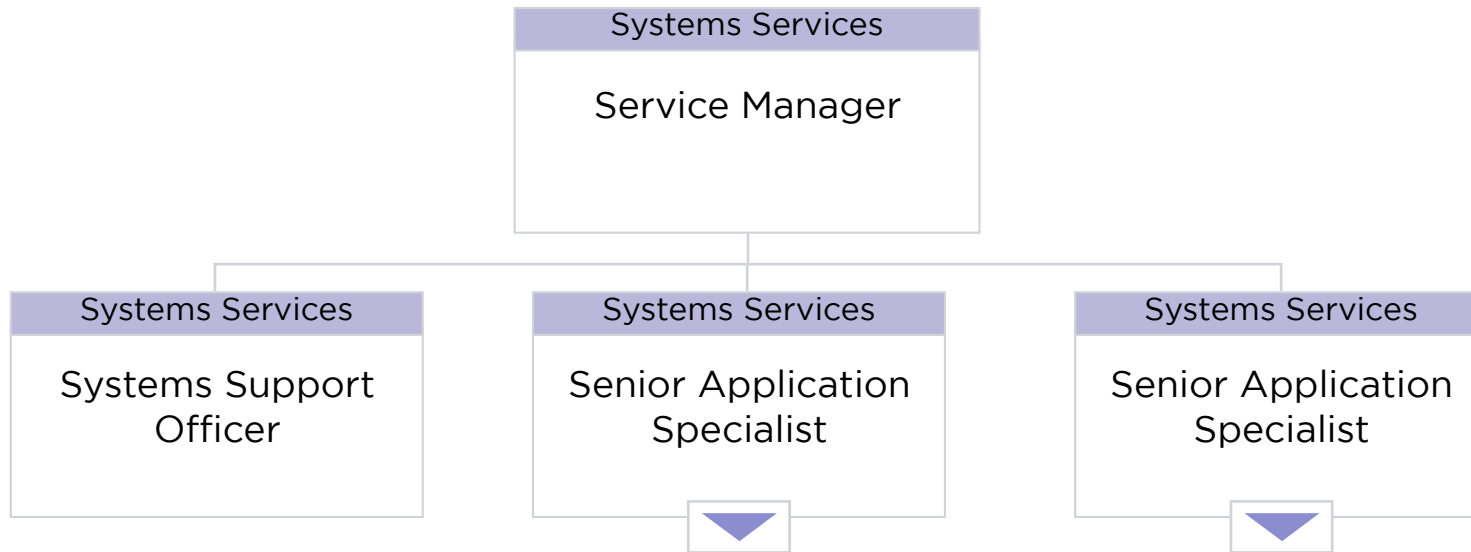 Systems Services
Service Manager
Systems Services
Systems Support
Officer
Systems Services
Senior Application
Specialist
Systems Services
Senior Application
Specialist